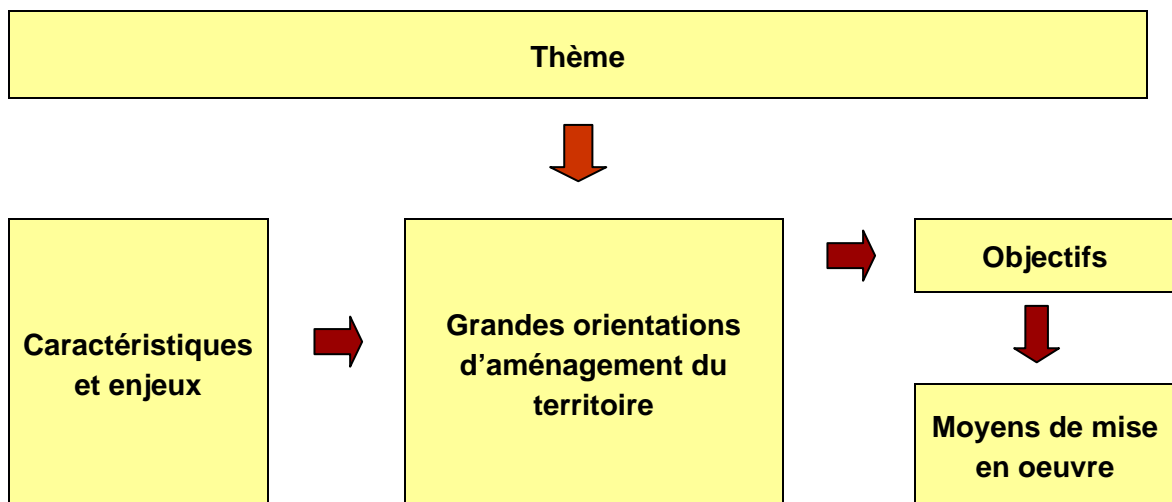 Thème
Caractéristiques
et enjeux
Grandes orientations
d’aménagement du
territoire
Objectifs
Moyens de mise
en oeuvre